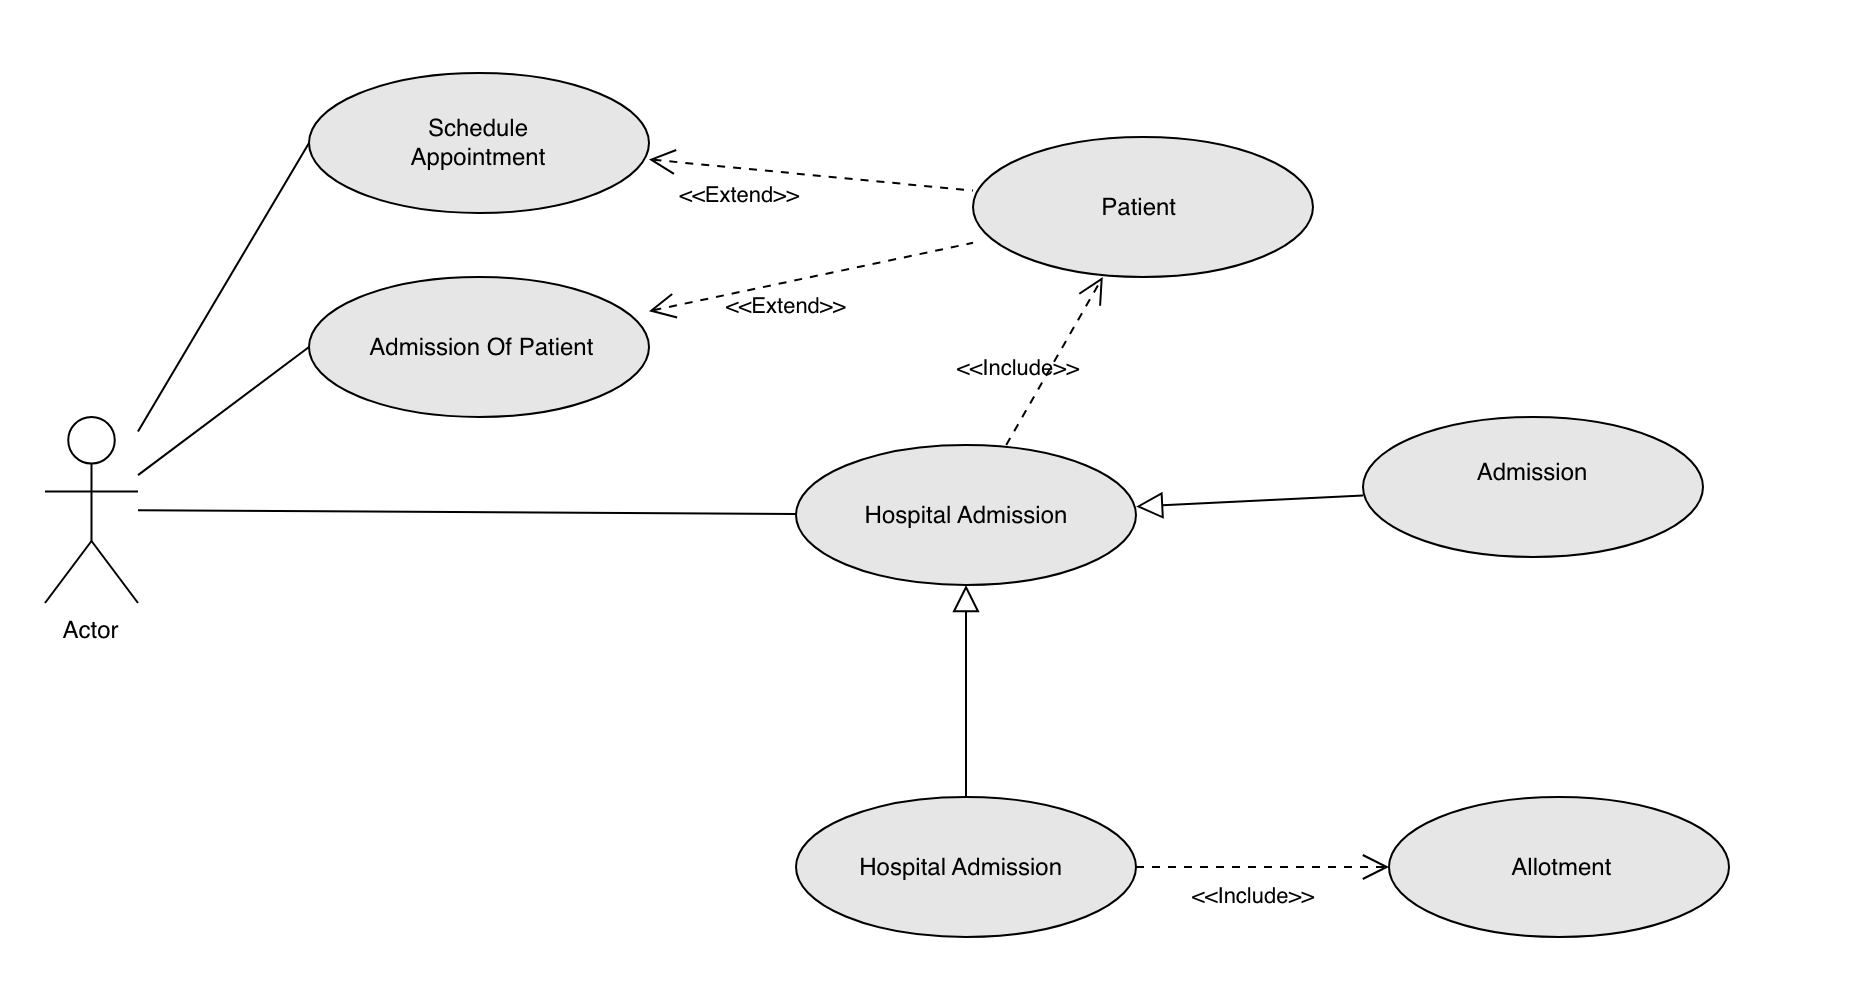 Schedule
Appointment
<<Extend>>
Patient
<<Extend>>
Admission Of Patient
<<Include>>
Admission
Hospital Admission
Actor
Hospital Admission
Allotment
<<Include>>